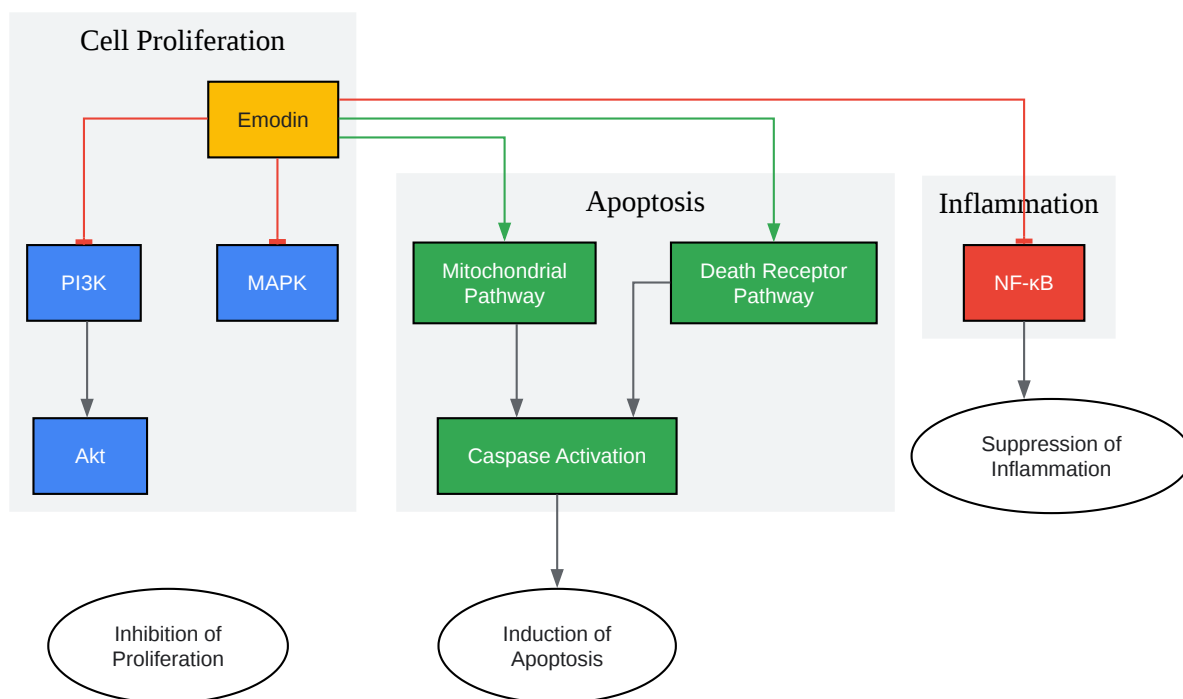 Cell Proliferation
Emodin
Apoptosis
Inflammation
PI3K
MAPK
Mitochondrial
Pathway
Death Receptor
Pathway
NF-κB
Akt
Caspase Activation
Suppression of
Inflammation
Inhibition of
Proliferation
Induction of
Apoptosis